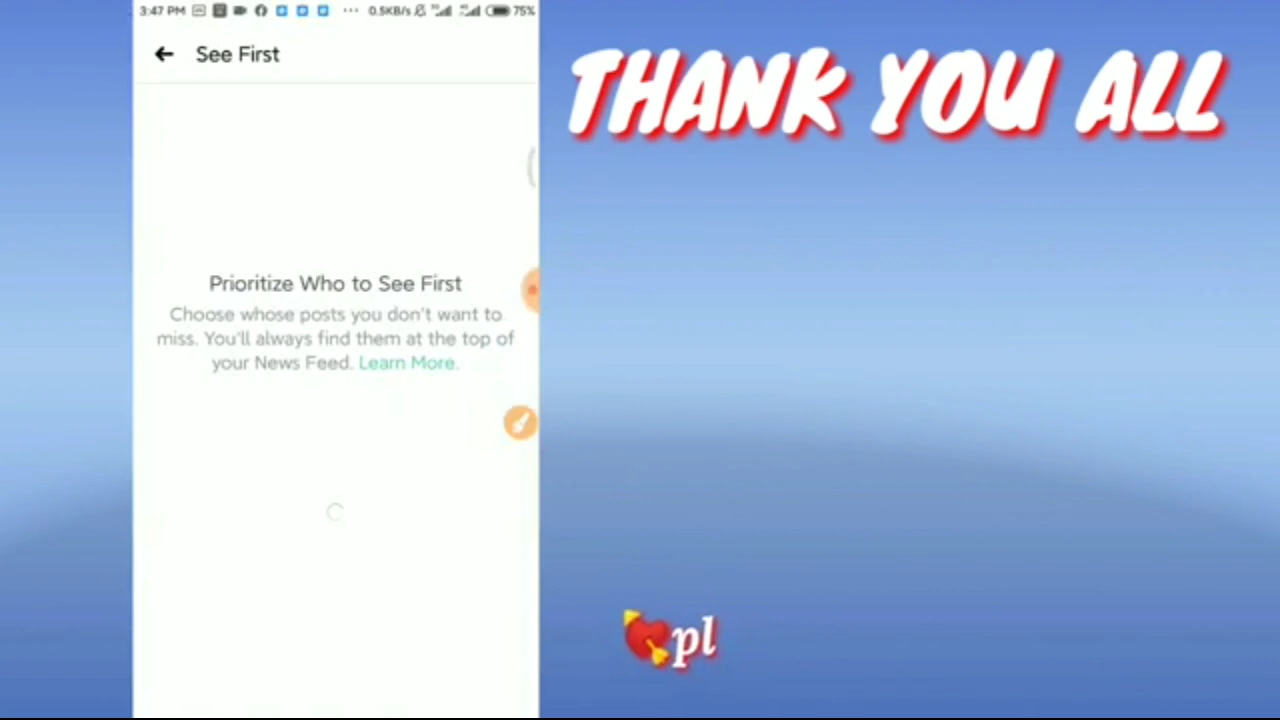 3:47 PM ... 0.5KB/s 75%
See First
THANK YOU ALL
Prioritize Who to See First
Choose whose posts you don't want to
miss. You'll always find them at the top of
your News Feed. Learn More.
pl